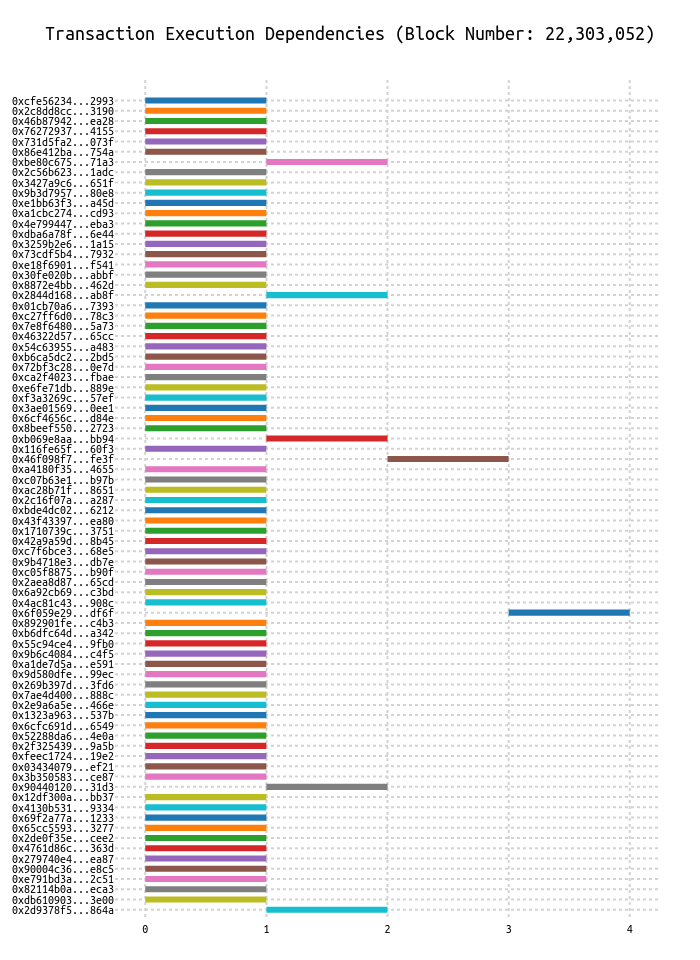 Transaction Execution Dependencies (Block Number: 22,303,052)
0xcfe56234...2993
0x2c8dd8cc...3190
0x46b87942...ea28
0x76272937...4155
0x731d5fa2...073f
0x86e412ba...754a
0xbe80c675...71a3
0x2c56b623...1adc
0x3427a9c6...651f
0x9b3d7957...80e8
0xe1bb63f3...a45d
0xa1cbc274...cd93
0x4e799447...eba3
0xdba6a78f...6e44
0x3259b2e6...1a15
0x73cdf5b4...7932
0xe18f6901...f541
0x30fe020b...abbf
0x8872e4bb...462d
0x2844d168...ab8f
0x01cb70a6...7393
0xc27ff6d0...78c3
0x7e8f6480...5a73
0x46322d57...65cc
0x54c63955...a483
0xb6ca5dc2...2bd5
0x72bf3c28...0e7d
0xca2f4023...fbae
0xe6fe71db...889e
0xf3a3269c...57ef
0x3ae01569...0ee1
0x6cf4656c...d84e
0x8beef550...2723
0xb069e8aa...bb94
0x116fe65f...60f3
0x46f098f7...fe3f
0xa4180f35...4655
0xc07b63e1...b97b
0xac28b71f...8651
0x2c16f07a...a287
0xbde4dc02...6212
0x43f43397...ea80
0x1710739c...3751
0x42a9a59d...8b45
0xc7f6bce3...68e5
0x9b4718e3...db7e
0xc05f8875...b90f
0x2aea8d87...65cd
0x6a92cb69...c3bd
0x4ac81c43...908c
0x6f059e29...df6f
0x892901fe...c4b3
0xb6dfc64d...a342
0x55c94ce4...9fb0
0x9b6c4084...c4f5
0xa1de7d5a...e591
0x9d580dfe...99ec
0x269b397d...3fd6
0x7ae4d400...888c
0x2e9a6a5e...466e
0x1323a963...537b
0x6cfc691d...6549
0x52288da6...4e0a
0x2f325439...9a5b
0xfeec1724...19e2
0x03434079...ef21
0x3b350583...ce87
0x90440120...31d3
0x12df300a...bb37
0x4130b531...9334
0x69f2a77a...1233
0x65cc5593...3277
0x2de0f35e...cee2
0x4761d86c...363d
0x279740e4...ea87
0x90004c36...e8c5
0xe791bd3a...2c51
0x82114b0a...eca3
0xdb610903...3e00
0x2d9378f5...864a
0 1 2 3 4